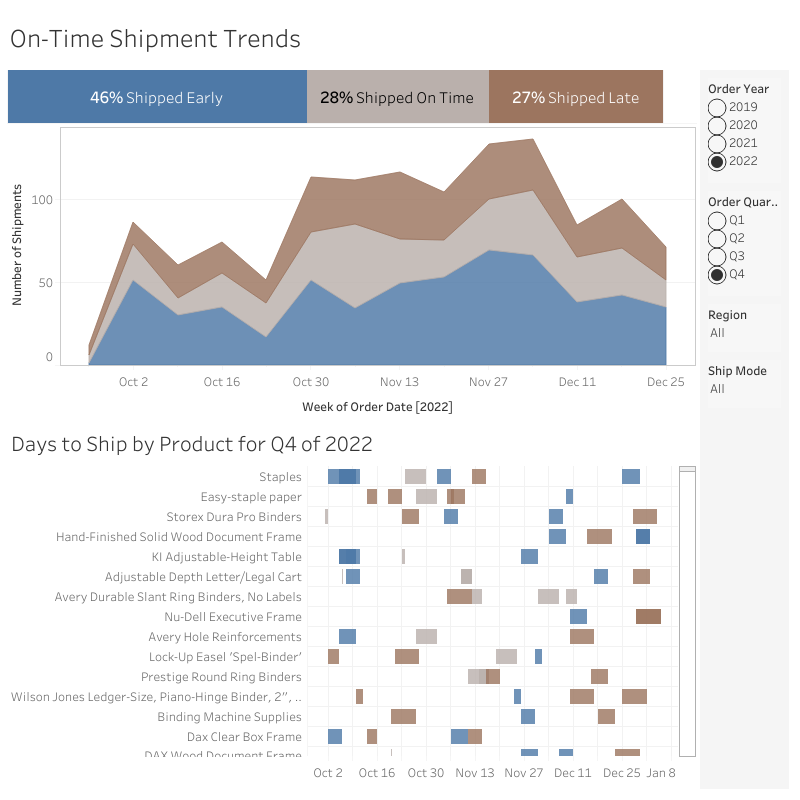 On-Time Shipment Trends
46% Shipped Early
28% Shipped On Time
27% Shipped Late
Order Year
2019
2020
2021
2022
Order Quar..
Q1
Q2
Q3
Q4
Region
All
Ship Mode
All
Number of Shipments
100
50
0
Oct 2 Oct 16 Oct 30 Nov 13 Nov 27 Dec 11 Dec 25
Week of Order Date [2022]
Days to Ship by Product for Q4 of 2022
Staples
Easy-staple paper
Storex Dura Pro Binders
Hand-Finished Solid Wood Document Frame
KI Adjustable-Height Table
Adjustable Depth Letter/Legal Cart
Avery Durable Slant Ring Binders, No Labels
Nu-Dell Executive Frame
Avery Hole Reinforcements
Lock-Up Easel 'Spel-Binder'
Prestige Round Ring Binders
Wilson Jones Ledger-Size, Piano-Hinge Binder, 2", ..
Binding Machine Supplies
Dax Clear Box Frame
DAX Wood Document Frame
Oct 2 Oct 16 Oct 30 Nov 13 Nov 27 Dec 11 Dec 25 Jan 8